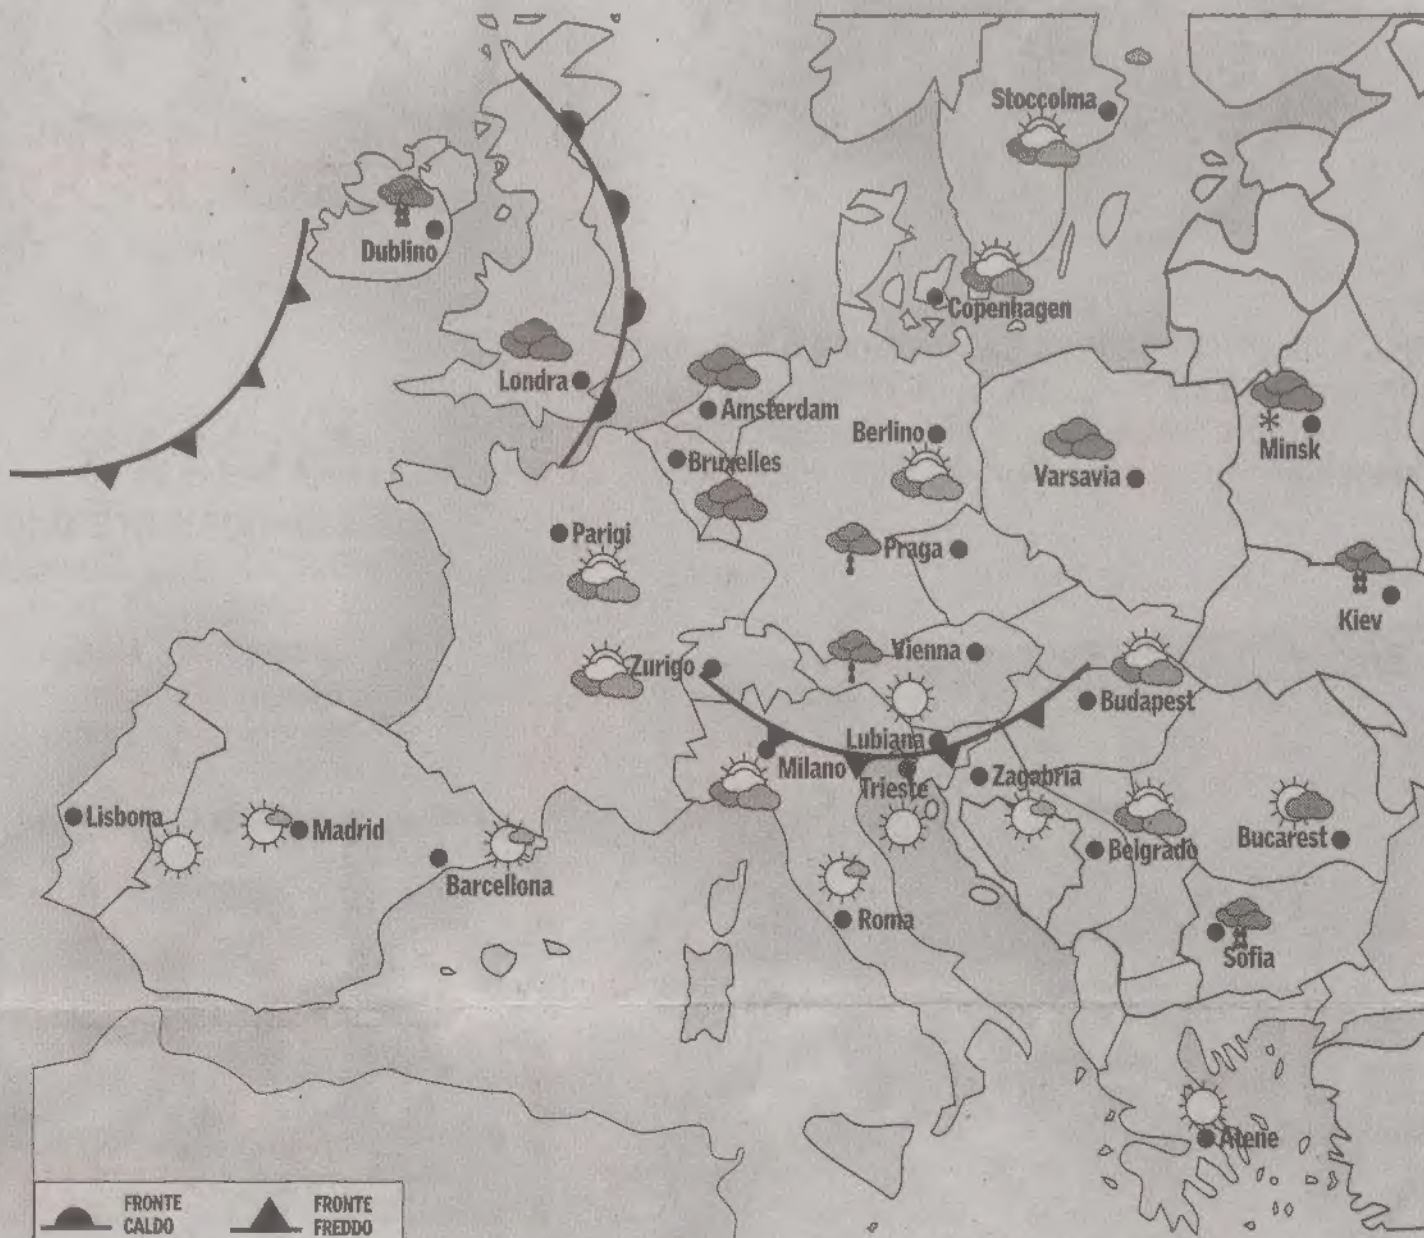 Stoccolma
Dublino
Copenhagen
Londra
Amsterdam
Berlino
Minsk
Bruxelles
Varsavia
Parigi
Praga
Kiev
Vienna
Zurigo
Budapest
Lubiana
Milano
Zagabria
Trieste
Lisbona
Madrid
Bucarest
Belgrado
Barcellona
Roma
Sofia
Atene
FRONTE
CALDO
FRONTE
FREDDO